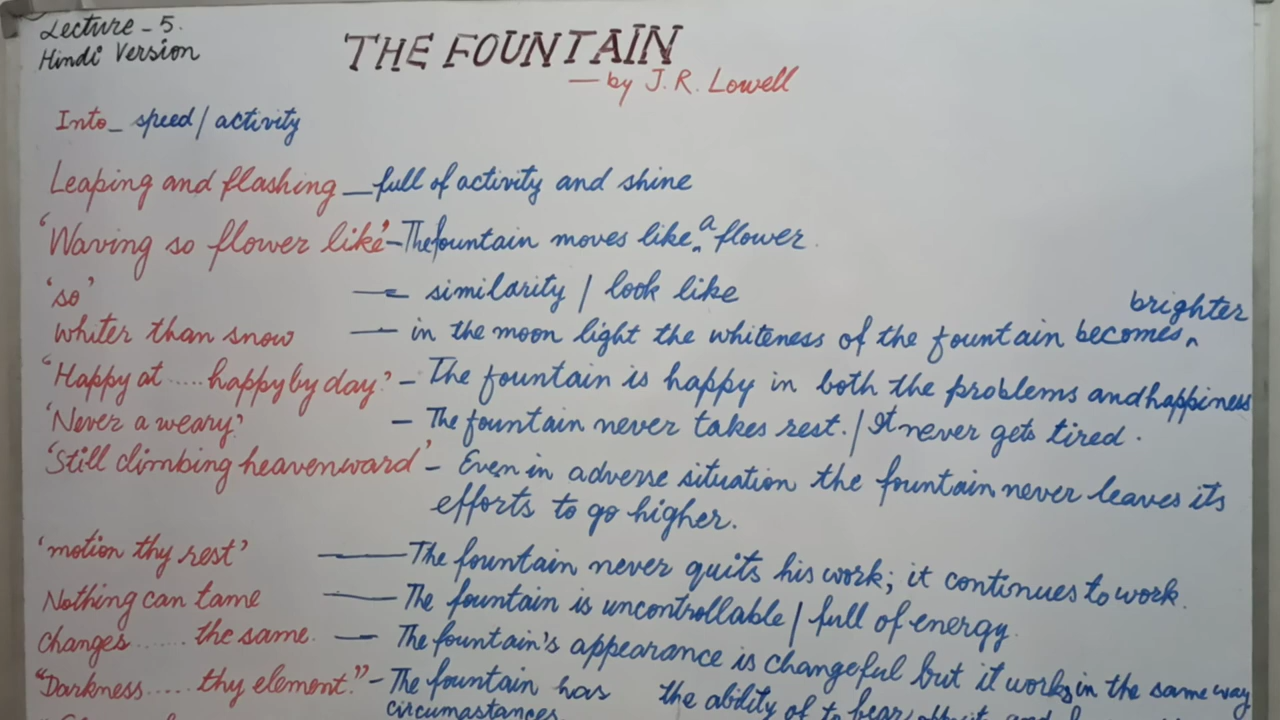 Lecture - 5.
Hindi Version
THE FOUNTAIN
— by J. R. Lowell
Into_ speed / activity
Leaping and flashing — full of activity and shine
'Waving so flower like' - The fountain moves like a flower.
'so' — similarity / look like
whiter than snow — in the moon light the whiteness of the fountain becomes brighter
"Happy at ..... happy by day.' - The fountain is happy in both the problems and happiness
'Never a weary.' - The fountain never takes rest. / It never gets tired.
'Still climbing heavenward' - Even in adverse situation the fountain never leaves its
efforts to go higher.
'motion thy rest' — The fountain never quits his work; it continues to work.
Nothing can tame — The fountain is uncontrollable / full of energy.
Changes ...... the same. — The fountain's appearance is changeful but it works in the same way
"Darkness ..... thy element." - The fountain has the ability of to bear
circumastances.